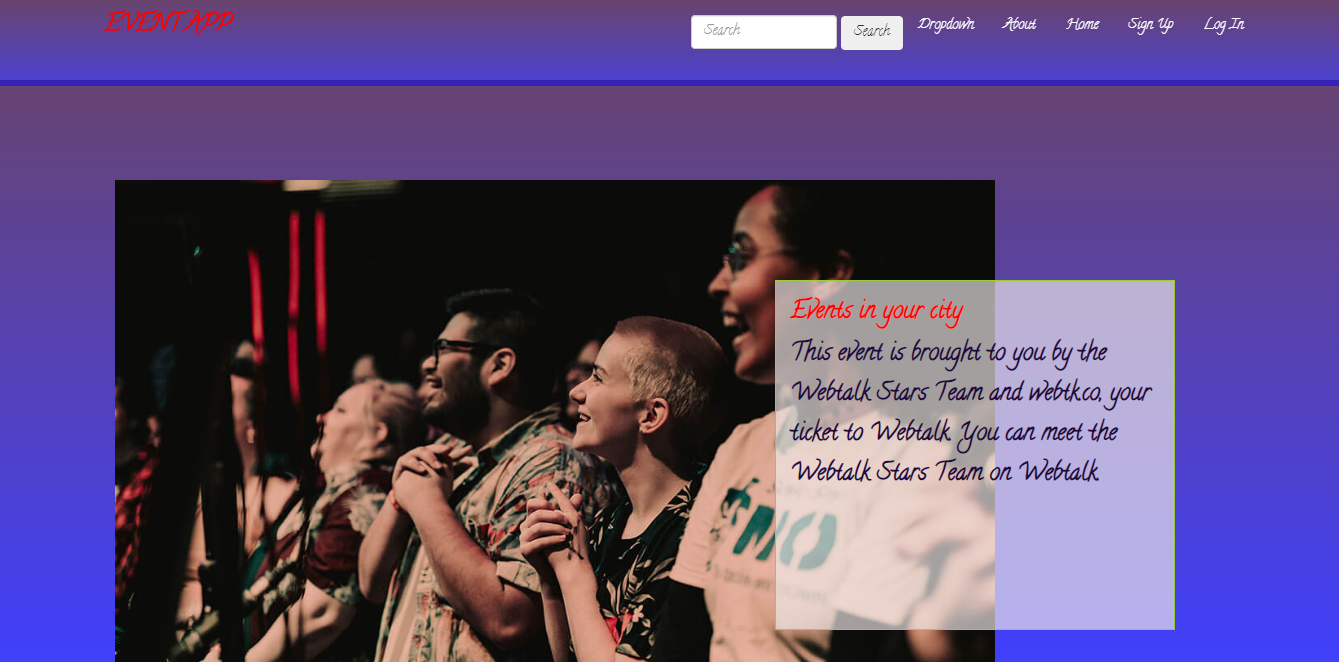 EVENT APP
Search Search Dropdown About Home Sign Up Log In
Events in your city
This event is brought to you by the
Webtalk Stars Team and webtk.co, your
ticket to Webtalk. You can meet the
Webtalk Stars Team on Webtalk.
MO